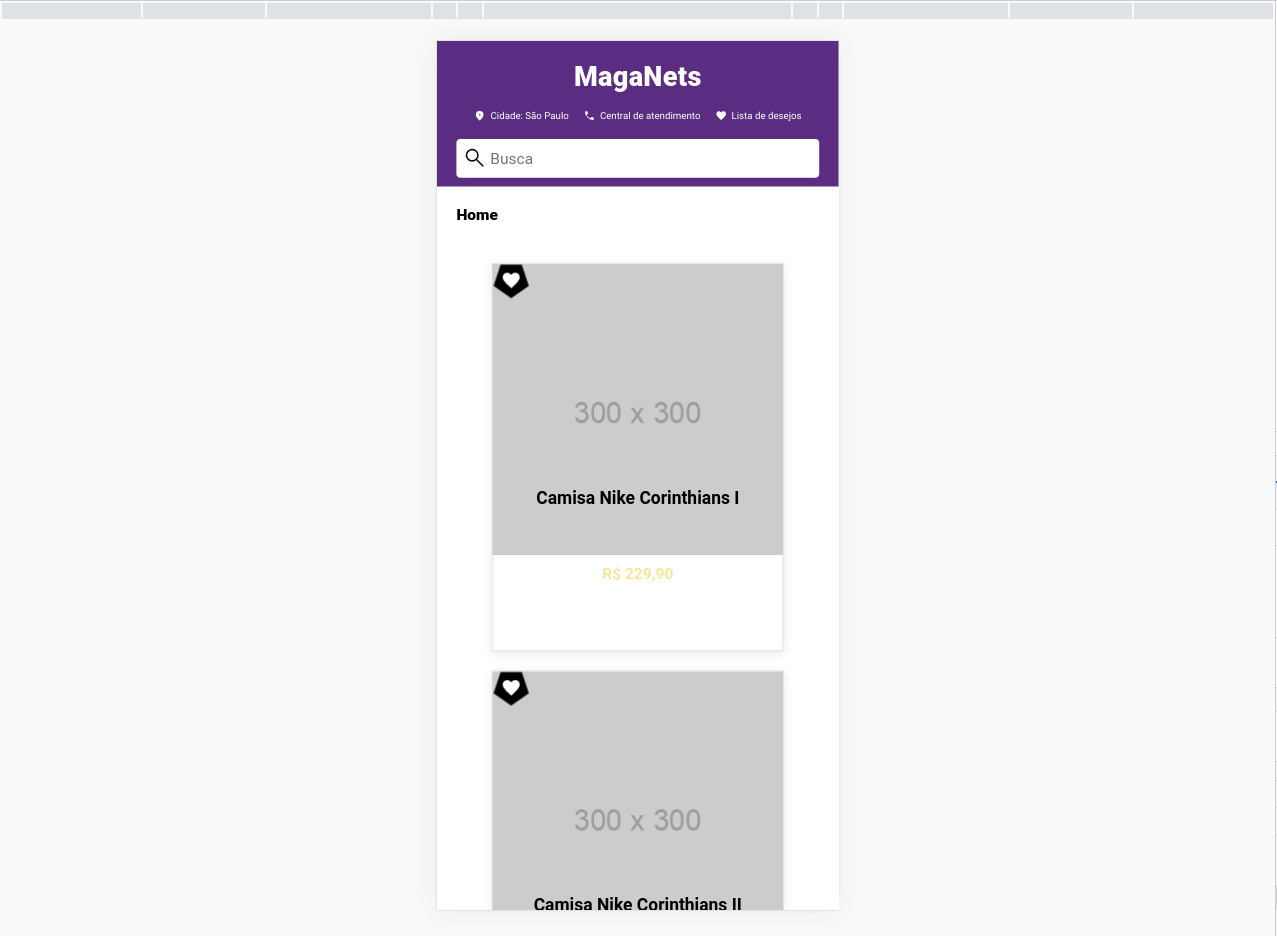 MagaNets
Cidade: São Paulo Central de atendimento Lista de desejos
Busca
Home
300 x 300
Camisa Nike Corinthians I
R$ 229,90
300 x 300
Camisa Nike Corinthians II